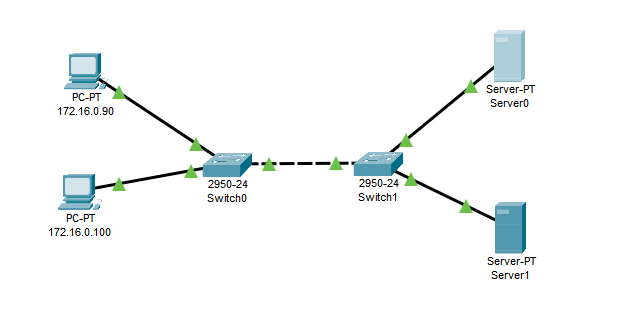 PC-PT
172.16.0.90
PC-PT
172.16.0.100
2950-24
Switch0
2950-24
Switch1
Server-PT
Server0
Server-PT
Server1